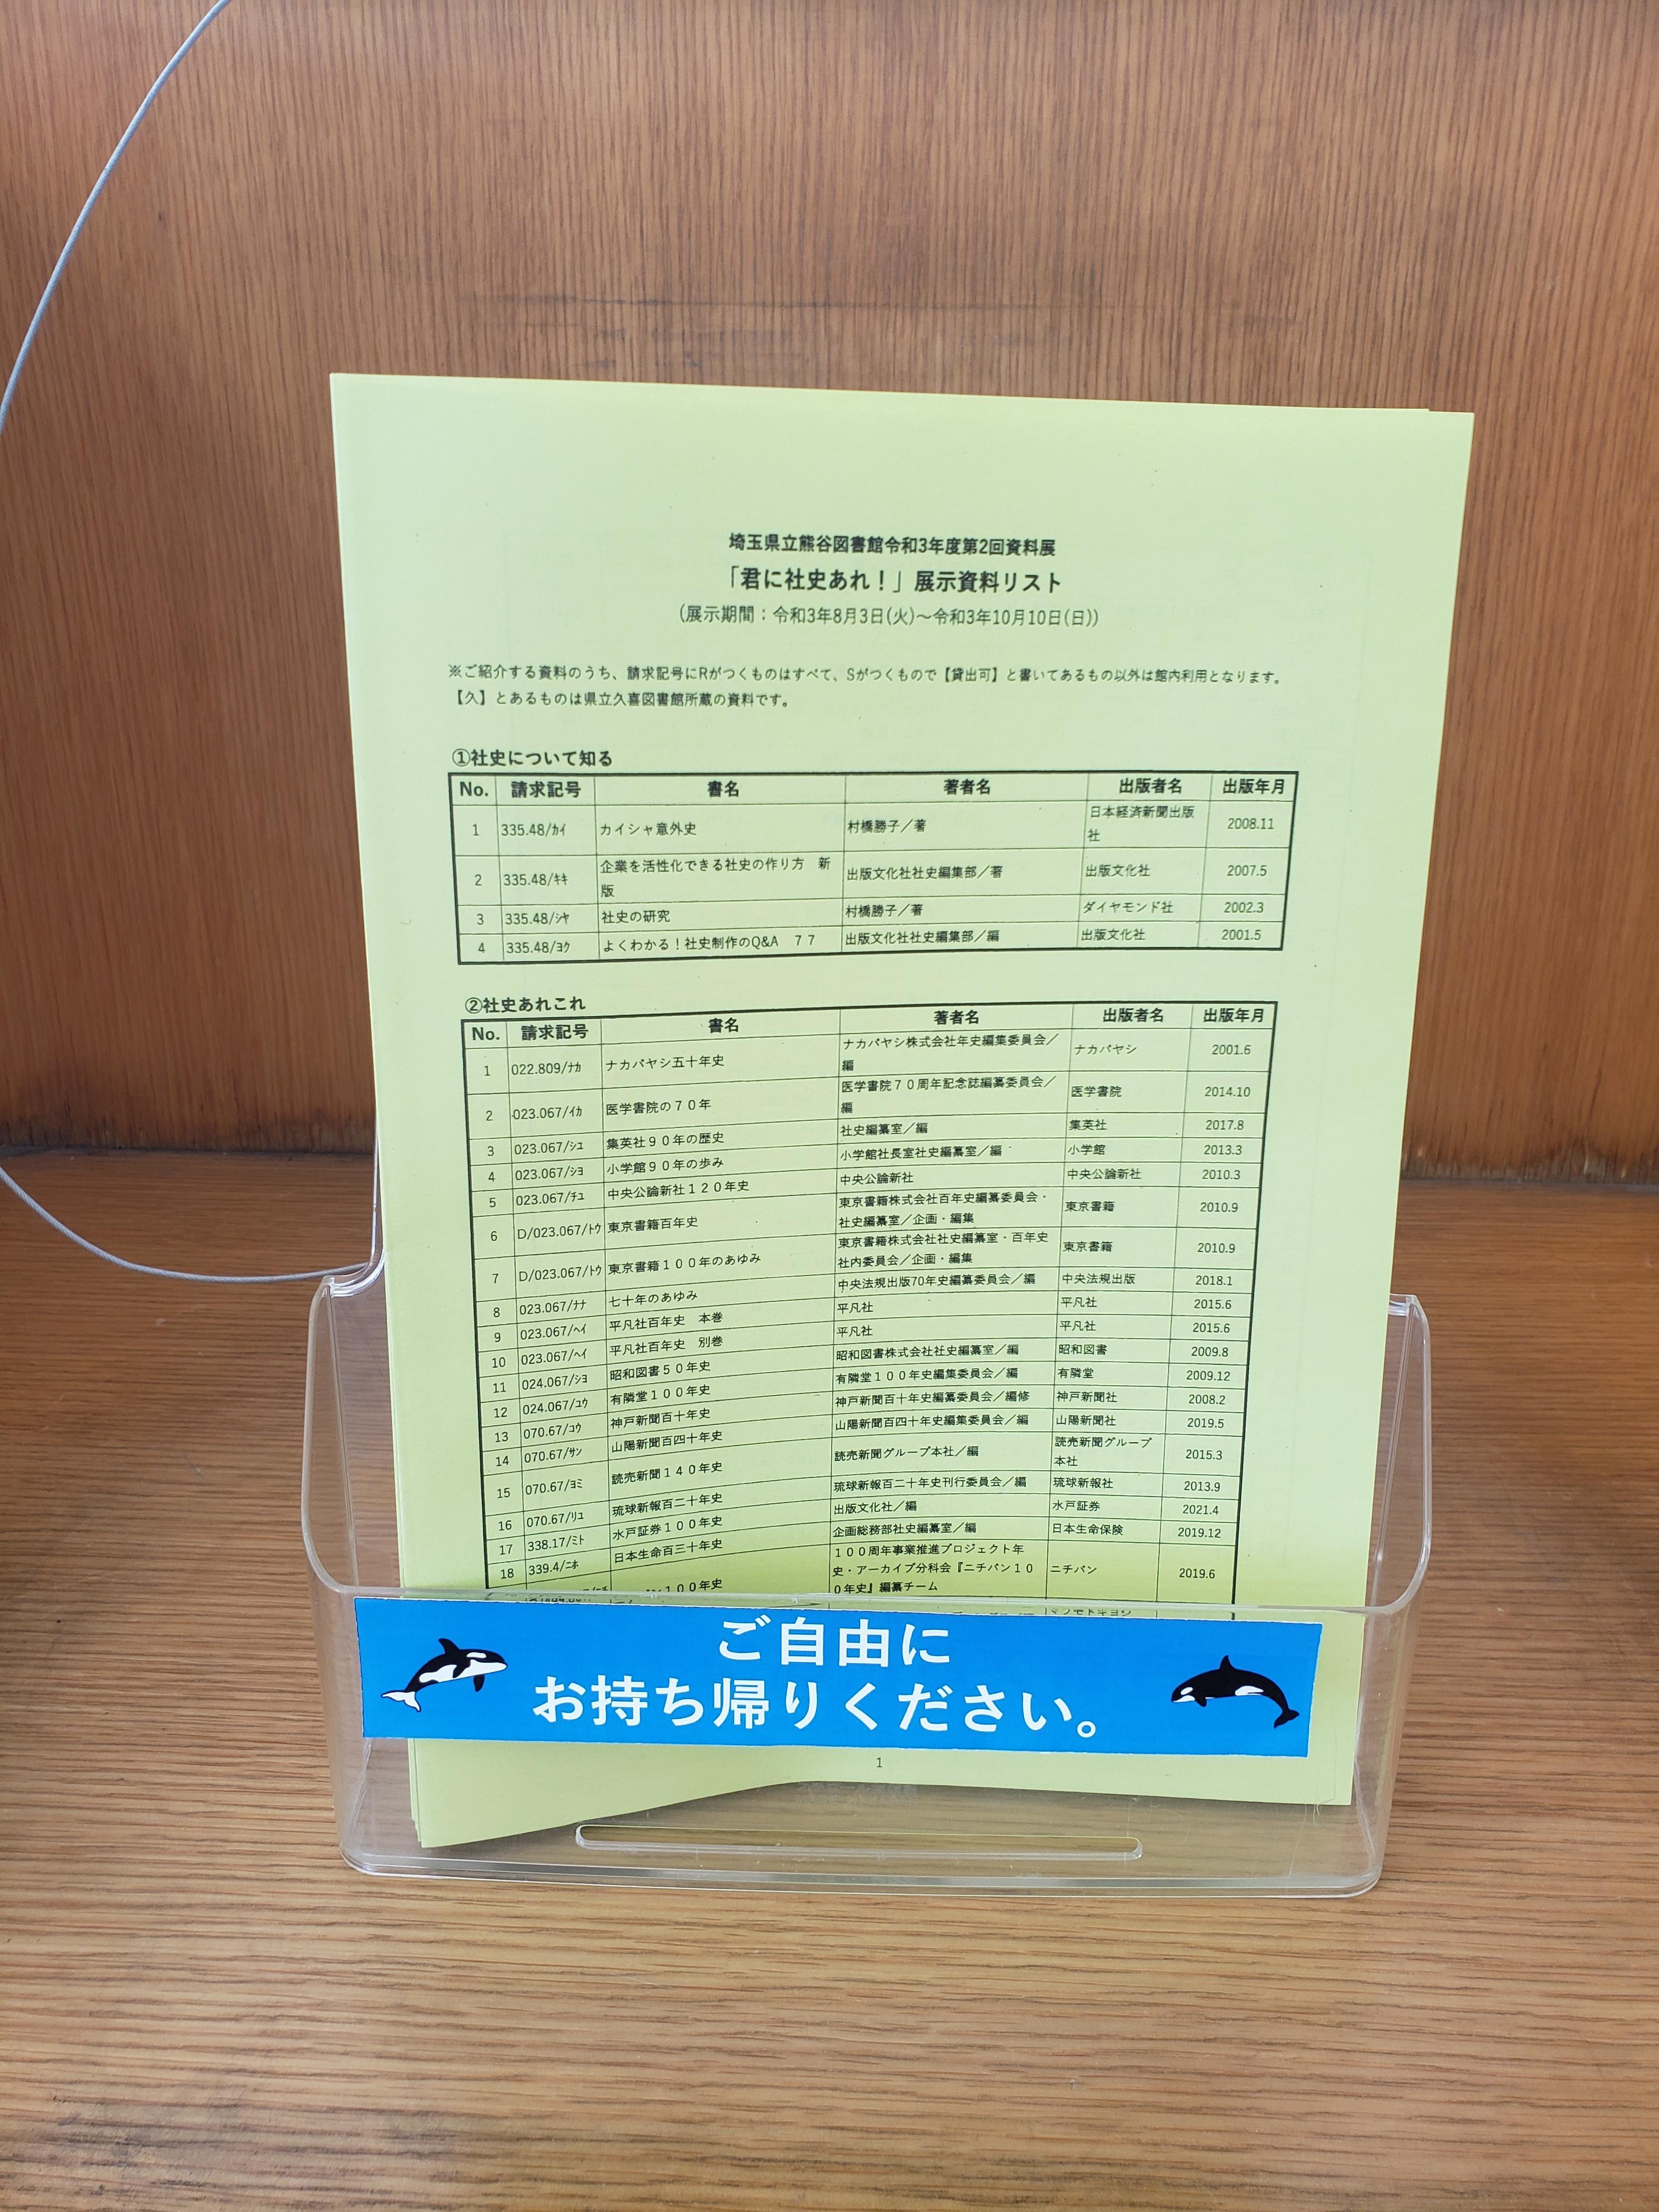 埼玉県立熊谷図書館令和3年度第2回資料展
「君に社史あれ！」展示資料リスト
(展示期間：令和3年8月3日(火)～令和3年10月10日(日))
※ご紹介する資料のうち、請求記号にRがつくものはすべて、Sがつくもので【貸出可】と書いてあるもの以外は館内利用となります。
【久】とあるものは県立久喜図書館所蔵の資料です。
①社史について知る
No. 請求記号 書名 著者名 出版者名 出版年月
1 335.48/ｶｲ カイシャ意外史 村橋勝子／著 日本経済新聞出版社 2008.11
2 335.48/ｷｷ 企業を活性化できる社史の作り方　新版 出版文化社社史編集部／著 出版文化社 2007.5
3 335.48/ｼﾔ 社史の研究 村橋勝子／著 ダイヤモンド社 2002.3
4 335.48/ﾖｸ よくわかる！社史制作のQ&A　７７ 出版文化社社史編集部／編 出版文化社 2001.5
②社史あれこれ
No. 請求記号 書名 著者名 出版者名 出版年月
1 022.809/ﾅｶ ナカバヤシ五十年史 ナカバヤシ株式会社年史編集委員会／編 ナカバヤシ 2001.6
2 023.067/ｲｶ 医学書院の７０年 医学書院７０周年記念誌編纂委員会／編 医学書院 2014.10
3 023.067/ｼﾕ 集英社９０年の歴史 社史編纂室／編 集英社 2017.8
4 023.067/ｼﾖ 小学館９０年の歩み 小学館社長室社史編纂室／編 小学館 2013.3
5 023.067/ﾁﾕ 中央公論新社１２０年史 中央公論新社 中央公論新社 2010.3
6 D/023.067/ﾄｳ 東京書籍百年史 東京書籍株式会社百年史編纂委員会・社史編纂室／企画・編集 東京書籍 2010.9
7 D/023.067/ﾄｳ 東京書籍１００年のあゆみ 東京書籍株式会社社史編纂室・百年史社内委員会／企画・編集 東京書籍 2010.9
8 023.067/ﾅﾅ 七十年のあゆみ 中央法規出版70年史編纂委員会／編 中央法規出版 2018.1
9 023.067/ﾍｲ 平凡社百年史　本巻 平凡社 平凡社 2015.6
10 023.067/ﾍｲ 平凡社百年史　別巻 平凡社 平凡社 2015.6
11 024.067/ｼﾖ 昭和図書５０年史 昭和図書株式会社社史編纂室／編 昭和図書 2009.8
12 024.067/ﾕｳ 有隣堂１００年史 有隣堂１００年史編集委員会／編 有隣堂 2009.12
13 070.67/ｺｳ 神戸新聞百十年史 神戸新聞百十年史編纂委員会／編修 神戸新聞社 2008.2
14 070.67/ｻﾝ 山陽新聞百四十年史 山陽新聞百四十年史編集委員会／編 山陽新聞社 2019.5
15 070.67/ﾖﾐ 読売新聞１４０年史 読売新聞グループ本社／編 読売新聞グループ本社 2015.3
16 070.67/ﾘﾕ 琉球新報百二十年史 琉球新報百二十年史刊行委員会／編 琉球新報社 2013.9
17 338.17/ﾐﾄ 水戸証券１００年史 出版文化社／編 水戸証券 2021.4
18 339.4/ﾆﾎ 日本生命百三十年史 企画総務部社史編纂室／編 日本生命保険 2019.12
１００年史 １００周年事業推進プロジェクト年史・アーカイブ分科会『ニチバン１００年史』編纂チーム ニチバン 2019.6
ご自由に
お持ち帰りください。
1